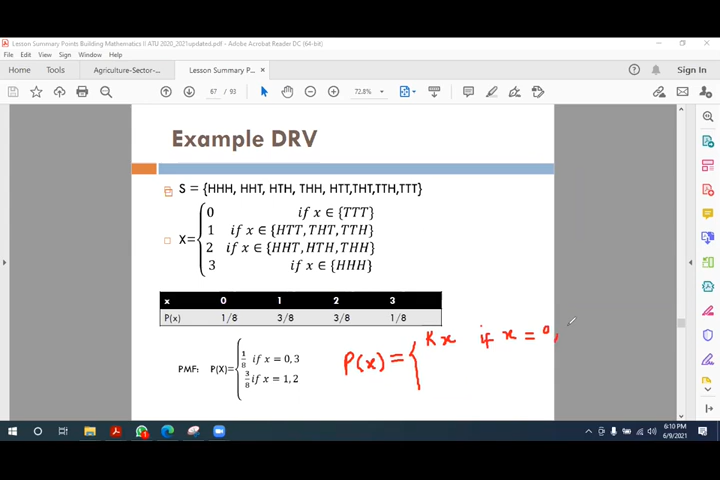 Lesson Summary Points Building Mathematics II ATU 2020_2021updated.pdf - Adobe Acrobat Reader DC (64-bit)
File Edit View Sign Window Help
Home Tools Agriculture-Sector-... Lesson Summary P... × Sign In
67 / 93 72.8%
Example DRV
S = {HHH, HHT, HTH, THH, HTT,THT,TTH,TTT}
0 if x ∈ {TTT}
1 if x ∈ {HTT, THT, TTH}
X=
2 if x ∈ {HHT, HTH, THH}
3 if x ∈ {HHH}
x 0 1 2 3
P(x) 1/8 3/8 3/8 1/8
PMF: P(X)=
1/8 if x = 0,3
3/8 if x = 1,2
P(x) = { Kx if x = 0,
6:10 PM
6/9/2021